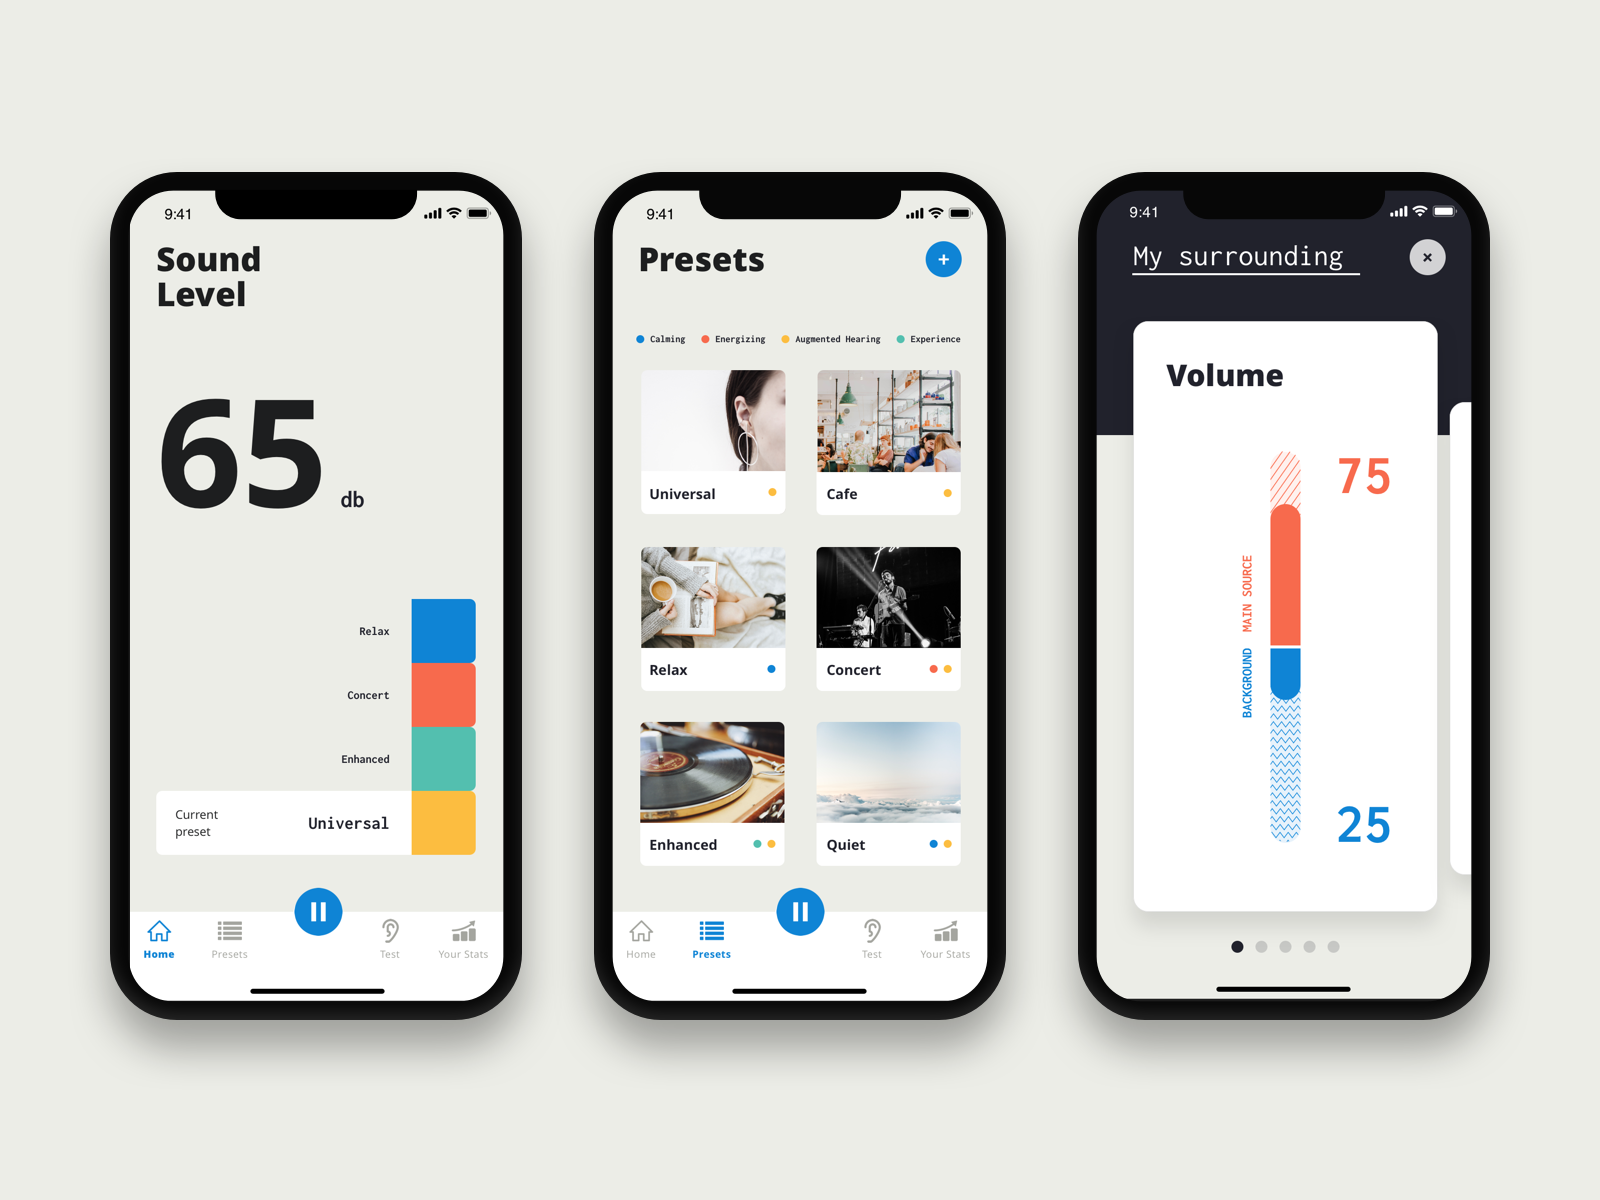 9:41
Sound
Level
65 db
Relax
Concert
Enhanced
Current
preset
Universal
Home
Presets
Test
Your Stats
9:41
Presets
+
Calming
Energizing
Augmented Hearing
Experience
Universal
Cafe
Relax
Concert
Enhanced
Quiet
Home
Presets
Test
Your Stats
9:41
My surrounding
×
Volume
75
MAIN SOURCE
BACKGROUND
25